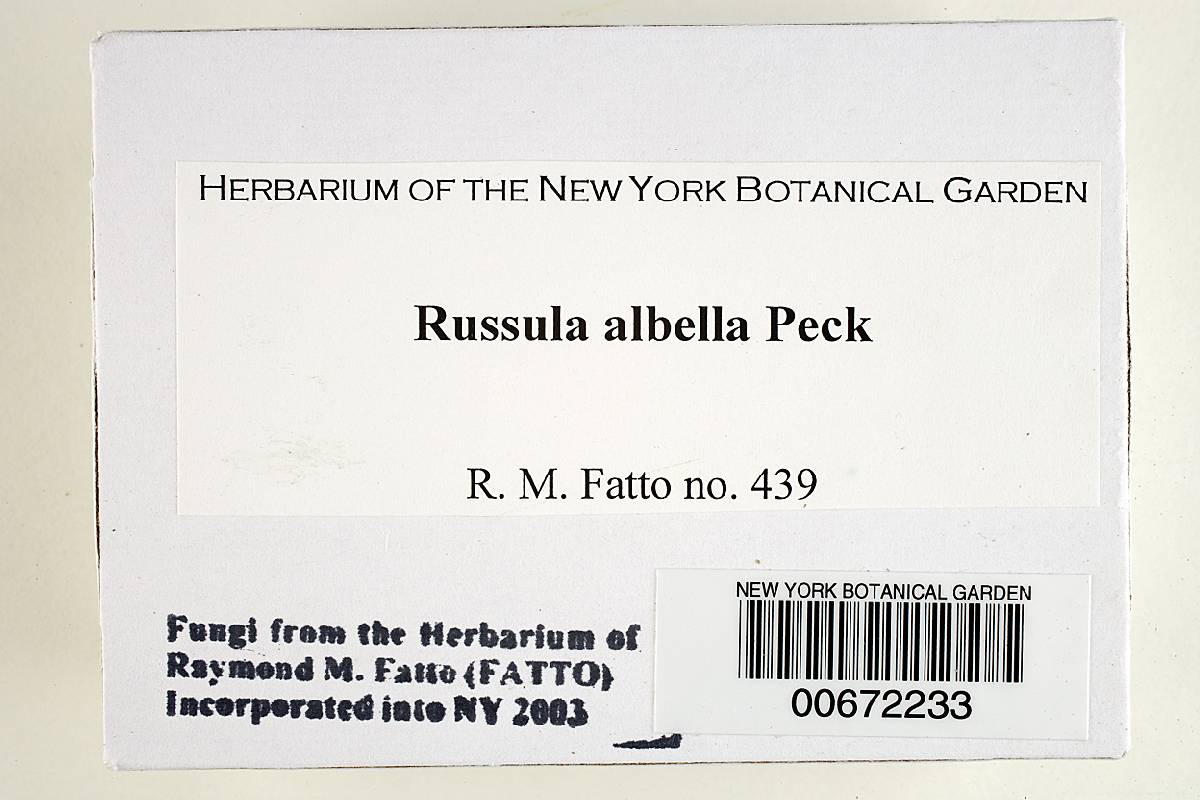 HERBARIUM OF THE NEW YORK BOTANICAL GARDEN
Russula albella Peck
R. M. Fatto no. 439
Fungi from the Herbarium of
Raymond M. Fatto (FATTO)
Incorporated into NY 2003
NEW YORK BOTANICAL GARDEN
00672233